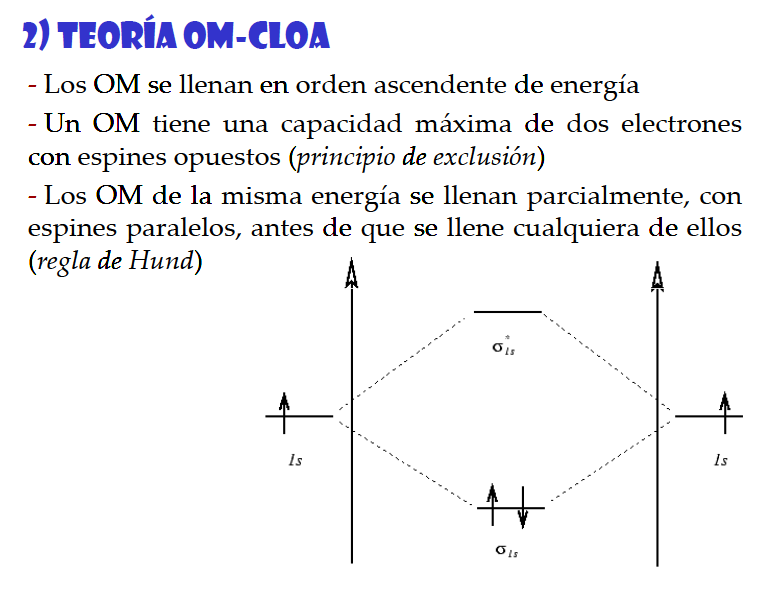 2) TEORÍA OM-CLOA
- Los OM se llenan en orden ascendente de energía
- Un OM tiene una capacidad máxima de dos electrones
con espines opuestos (principio de exclusión)
- Los OM de la misma energía se llenan parcialmente, con
espines paralelos, antes de que se llene cualquiera de ellos
(regla de Hund)
σ*1s
1s
1s
σ1s